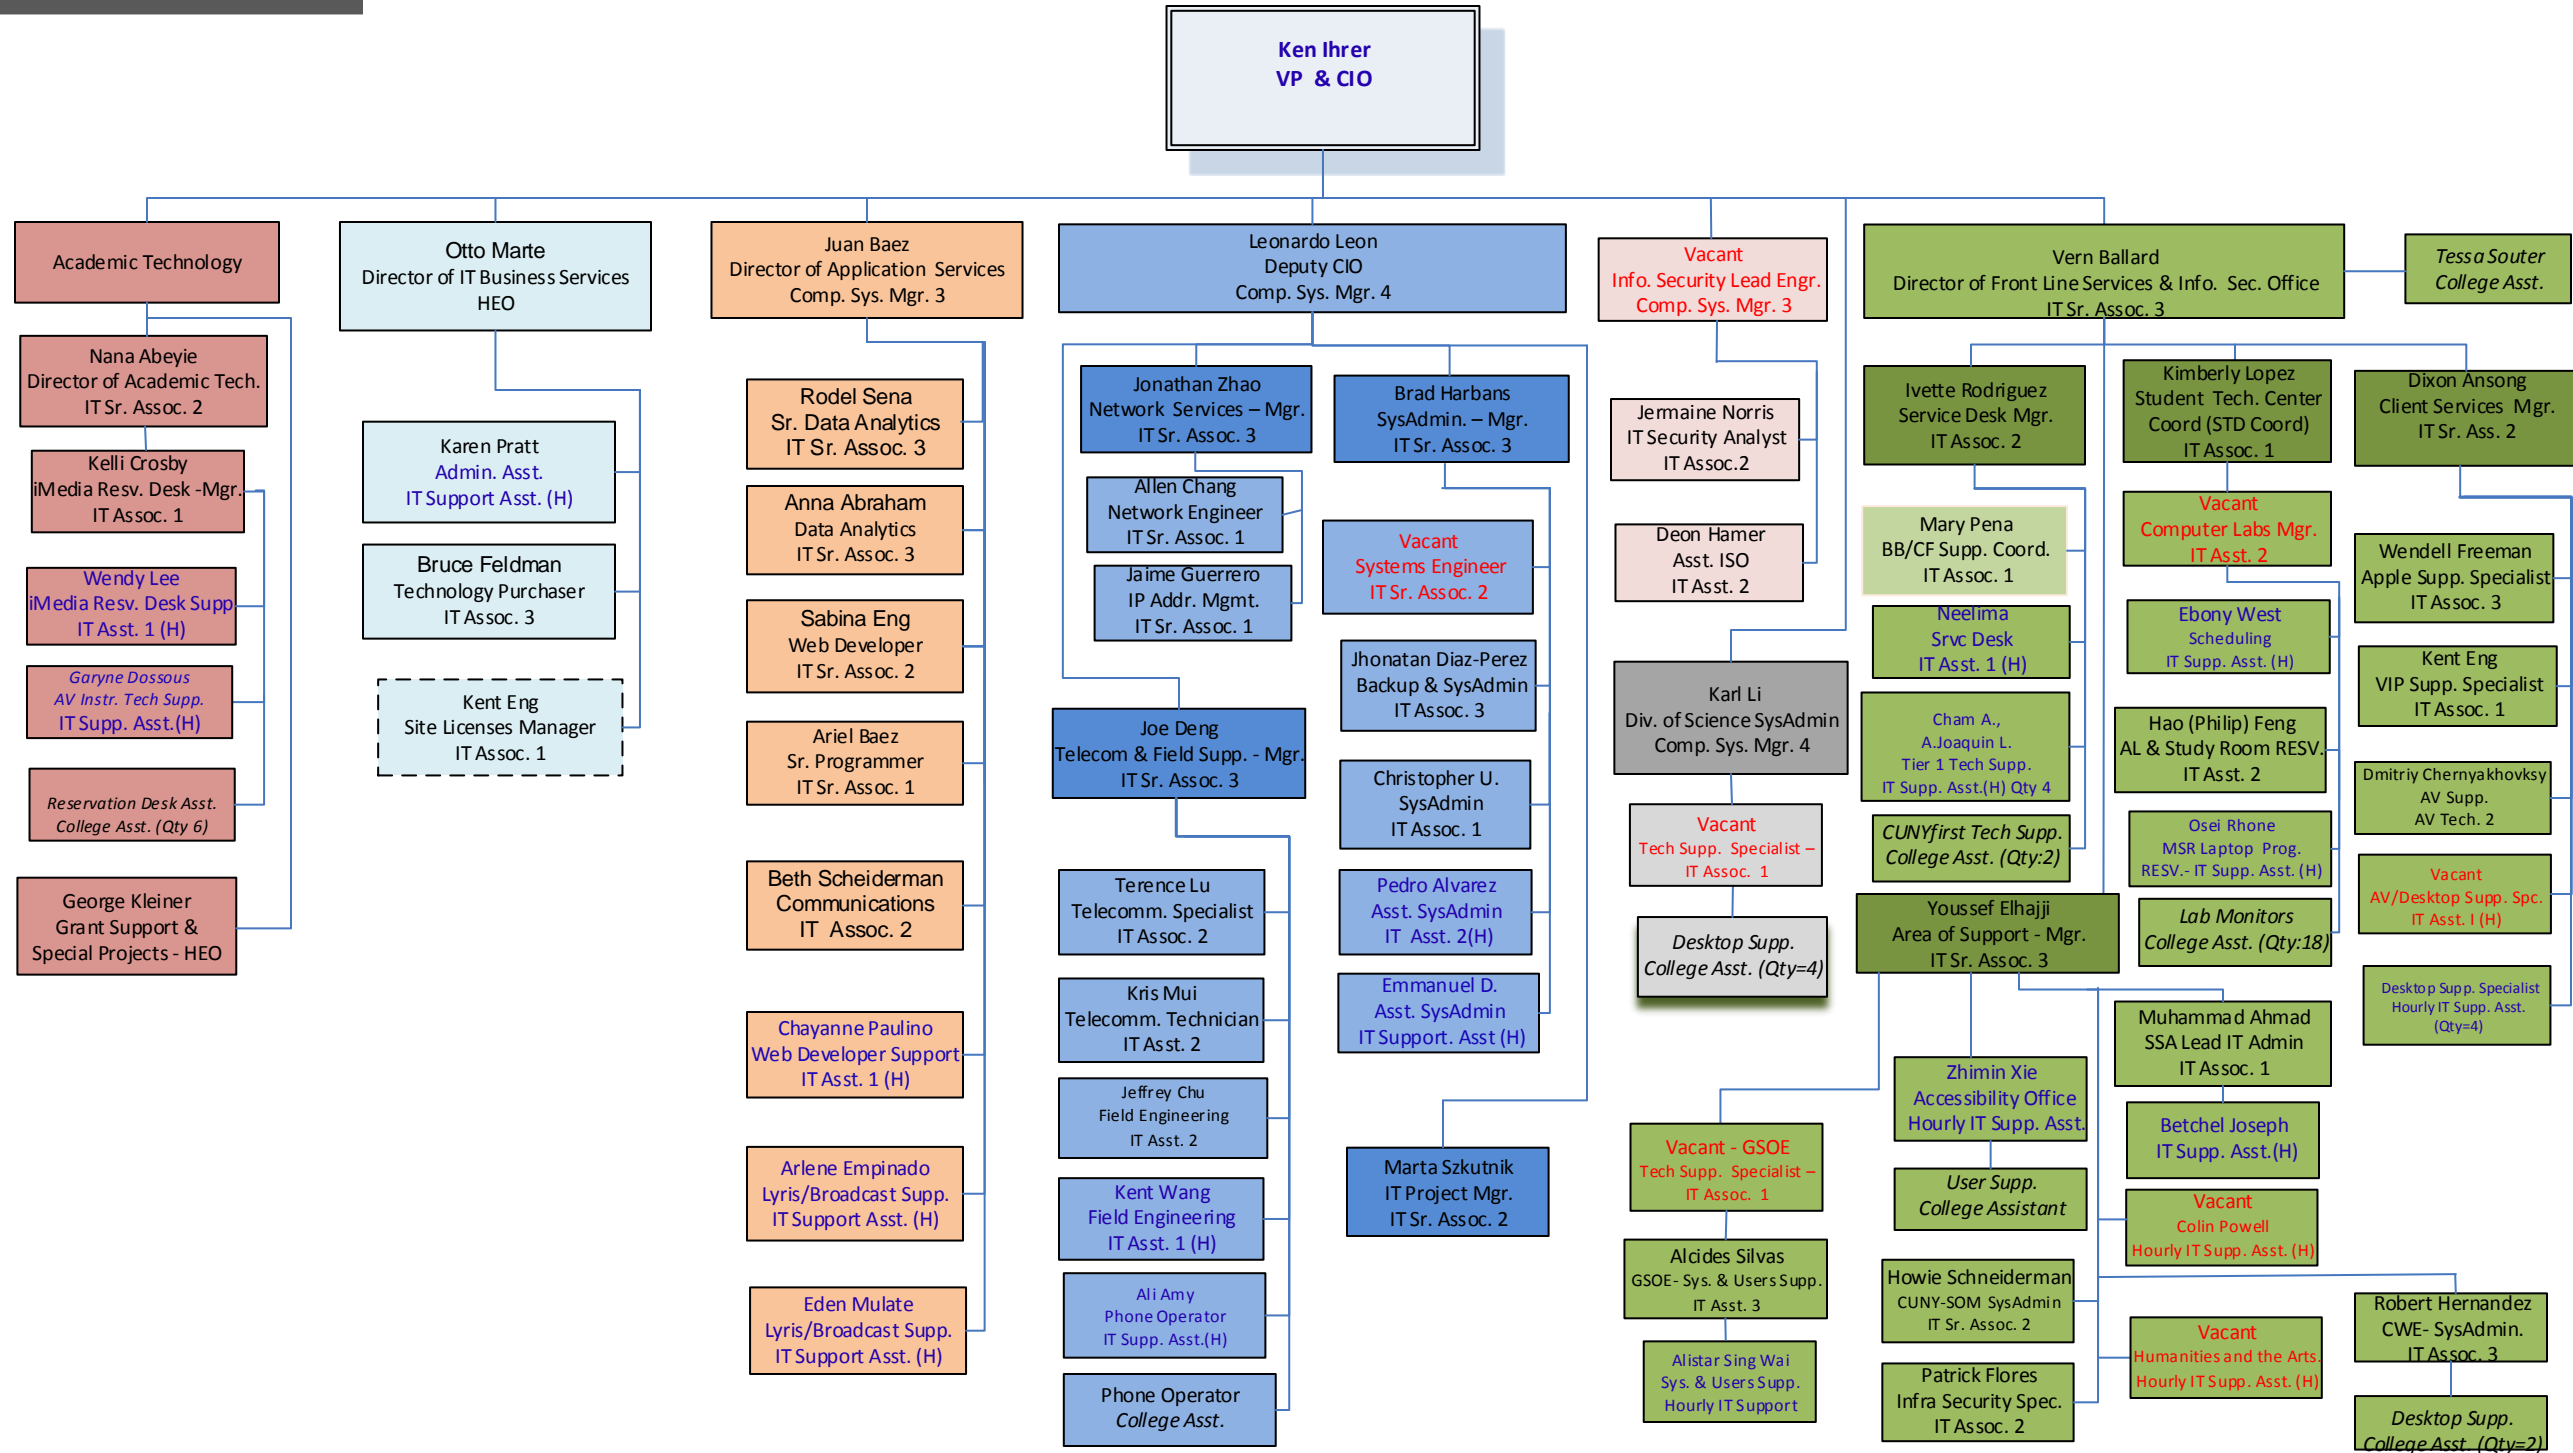 Ken Ihrer
VP & CIO
Academic Technology
Nana Abeyie
Director of Academic Tech.
IT Sr. Assoc. 2
Kelli Crosby
iMedia Resv. Desk -Mgr.
IT Assoc. 1
Wendy Lee
iMedia Resv. Desk Supp
IT Asst. 1 (H)
Garyne Dossous
AV Instr. Tech Supp.
IT Supp. Asst.(H)
Reservation Desk Asst.
College Asst. (Qty 6)
George Kleiner
Grant Support &
Special Projects - HEO
Otto Marte
Director of IT Business Services
HEO
Karen Pratt
Admin. Asst.
IT Support Asst. (H)
Bruce Feldman
Technology Purchaser
IT Assoc. 3
Kent Eng
Site Licenses Manager
IT Assoc. 1
Juan Baez
Director of Application Services
Comp. Sys. Mgr. 3
Rodel Sena
Sr. Data Analytics
IT Sr. Assoc. 3
Anna Abraham
Data Analytics
IT Sr. Assoc. 3
Sabina Eng
Web Developer
IT Sr. Assoc. 2
Ariel Baez
Sr. Programmer
IT Sr. Assoc. 1
Beth Scheiderman
Communications
IT Assoc. 2
Chayanne Paulino
Web Developer Support
IT Asst. 1 (H)
Arlene Empinado
Lyris/Broadcast Supp.
IT Support Asst. (H)
Eden Mulate
Lyris/Broadcast Supp.
IT Support Asst. (H)
Leonardo Leon
Deputy CIO
Comp. Sys. Mgr. 4
Jonathan Zhao
Network Services – Mgr.
IT Sr. Assoc. 3
Allen Chang
Network Engineer
IT Sr. Assoc. 1
Jaime Guerrero
IP Addr. Mgmt.
IT Sr. Assoc. 1
Joe Deng
Telecom & Field Supp. - Mgr.
IT Sr. Assoc. 3
Terence Lu
Telecomm. Specialist
IT Assoc. 2
Kris Mui
Telecomm. Technician
IT Asst. 2
Jeffrey Chu
Field Engineering
IT Asst. 2
Kent Wang
Field Engineering
IT Asst. 1 (H)
Ali Amy
Phone Operator
IT Supp. Asst.(H)
Phone Operator
College Asst.
Brad Harbans
SysAdmin. – Mgr.
IT Sr. Assoc. 3
Vacant
Systems Engineer
IT Sr. Assoc. 2
Jhonatan Diaz-Perez
Backup & SysAdmin
IT Assoc. 3
Christopher U.
SysAdmin
IT Assoc. 1
Pedro Alvarez
Asst. SysAdmin
IT Asst. 2(H)
Emmanuel D.
Asst. SysAdmin
IT Support. Asst (H)
Marta Szkutnik
IT Project Mgr.
IT Sr. Assoc. 2
Vacant
Info. Security Lead Engr.
Comp. Sys. Mgr. 3
Jermaine Norris
IT Security Analyst
IT Assoc.2
Deon Hamer
Asst. ISO
IT Asst. 2
Karl Li
Div. of Science SysAdmin
Comp. Sys. Mgr. 4
Vacant
Tech Supp. Specialist –
IT Assoc. 1
Desktop Supp.
College Asst. (Qty=4)
Vern Ballard
Director of Front Line Services & Info. Sec. Office
IT Sr. Assoc. 3
Tessa Souter
College Asst.
Ivette Rodriguez
Service Desk Mgr.
IT Assoc. 2
Mary Pena
BB/CF Supp. Coord.
IT Assoc. 1
Neelima
Srvc Desk
IT Asst. 1 (H)
Cham A.,
A.Joaquin L.
Tier 1 Tech Supp.
IT Supp. Asst.(H) Qty 4
CUNYfirst Tech Supp.
College Asst. (Qty:2)
Kimberly Lopez
Student Tech. Center
Coord (STD Coord)
IT Assoc. 1
Vacant
Computer Labs Mgr.
IT Asst. 2
Ebony West
Scheduling
IT Supp. Asst. (H)
Hao (Philip) Feng
AL & Study Room RESV.
IT Asst. 2
Osei Rhone
MSR Laptop Prog.
RESV.- IT Supp. Asst. (H)
Lab Monitors
College Asst. (Qty:18)
Dixon Ansong
Client Services Mgr.
IT Sr. Ass. 2
Wendell Freeman
Apple Supp. Specialist
IT Assoc. 3
Kent Eng
VIP Supp. Specialist
IT Assoc. 1
Dmitriy Chernyakhovksy
AV Supp.
AV Tech. 2
Vacant
AV/Desktop Supp. Spc.
IT Asst. I (H)
Desktop Supp. Specialist
Hourly IT Supp. Asst.
(Qty=4)
Youssef Elhajji
Area of Support - Mgr.
IT Sr. Assoc. 3
Vacant - GSOE
Tech Supp. Specialist –
IT Assoc. 1
Alcides Silvas
GSOE- Sys. & Users Supp.
IT Asst. 3
Alistar Sing Wai
Sys. & Users Supp.
Hourly IT Support
Zhimin Xie
Accessibility Office
Hourly IT Supp. Asst.
User Supp.
College Assistant
Howie Schneiderman
CUNY-SOM SysAdmin
IT Sr. Assoc. 2
Patrick Flores
Infra Security Spec.
IT Assoc. 2
Muhammad Ahmad
SSA Lead IT Admin
IT Assoc. 1
Betchel Joseph
IT Supp. Asst.(H)
Vacant
Colin Powell
Hourly IT Supp. Asst. (H)
Vacant
Humanities and the Arts.
Hourly IT Supp. Asst. (H)
Robert Hernandez
CWE- SysAdmin.
IT Assoc. 3
Desktop Supp.
College Asst. (Qty=2)